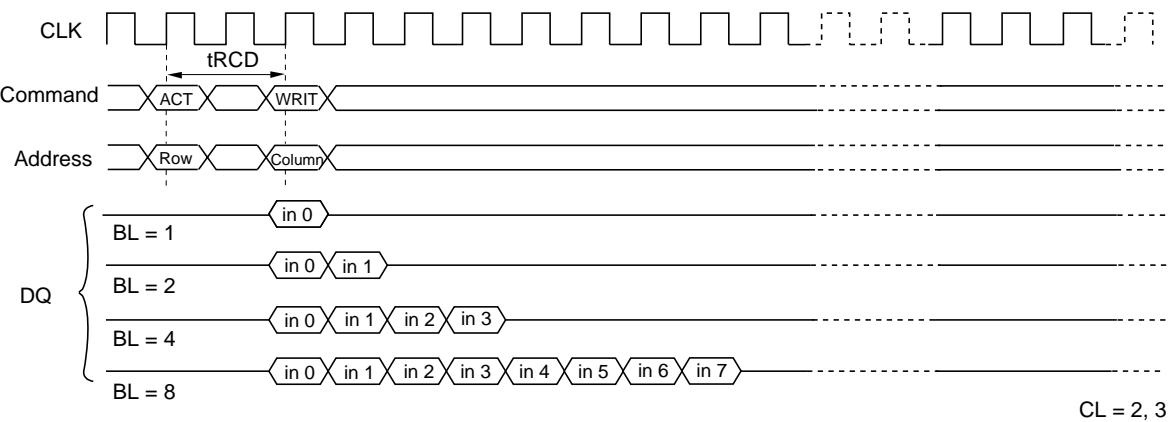 CLK
tRCD
Command ACT WRIT
Address Row Column
in 0
BL = 1
in 0 in 1
BL = 2
DQ
in 0 in 1 in 2 in 3
BL = 4
in 0 in 1 in 2 in 3 in 4 in 5 in 6 in 7
BL = 8
CL = 2, 3